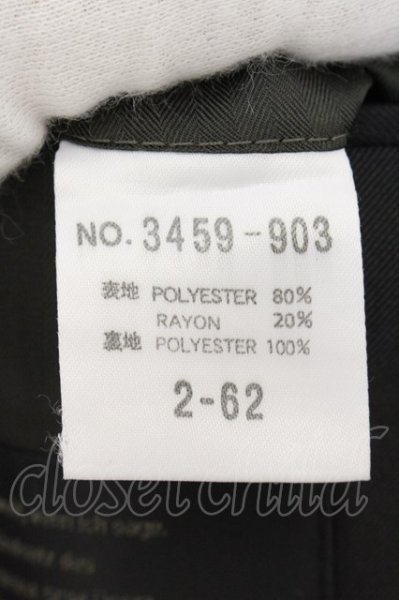 NO. 3459-903
表地 POLYESTER 80%
RAYON 20%
裏地 POLYESTER 100%
2-62
closet child